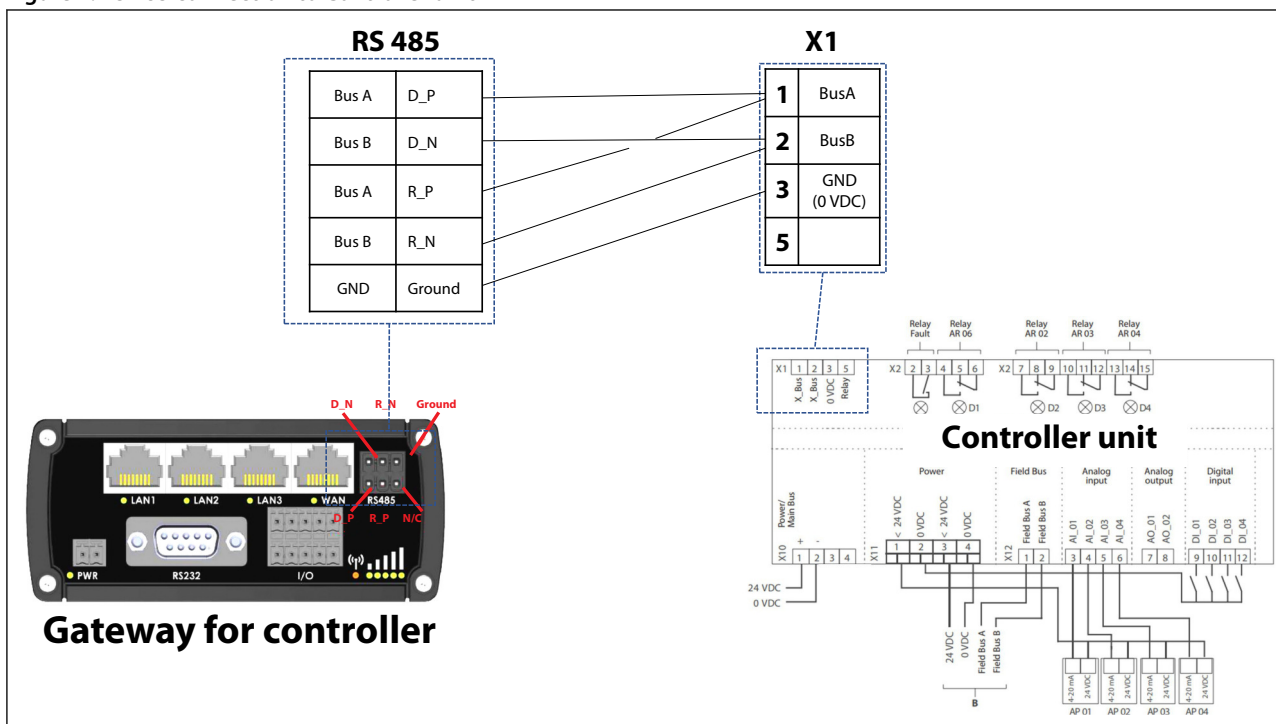 RS 485
X1
Bus A D_P
Bus B D_N
Bus A R_P
Bus B R_N
GND Ground
1 BusA
2 BusB
3 GND
(0 VDC)
5
Relay
Fault
Relay
AR 06
Relay
AR 02
Relay
AR 03
Relay
AR 04
X1 1 2 3 5
X_Bus
X_Bus
0 VDC
Relay
X2 2 3 4 5 6
X2 7 8 9 10 11 12 13 14 15
D1
D2
D3
D4
Controller unit
Power
Field Bus
Analog
input
Analog
output
Digital
input
Power/
Main Bus
+ -
X10 1 2 3 4
< 24 VDC
0 VDC
< 24 VDC
0 VDC
X11 1 2 3 4
Field Bus A
Field Bus B
X12 1 2
AI_01
AI_02
AI_03
AI_04
3 4 5 6
AO_01
AO_02
7 8
DI_01
DI_02
DI_03
DI_04
9 10 11 12
24 VDC
0 VDC
24 VDC
0 VDC
Field Bus A
Field Bus B
B
4-20 mA
24 VDC
4-20 mA
24 VDC
4-20 mA
24 VDC
4-20 mA
24 VDC
AP 01 AP 02 AP 03 AP 04
D_N R_N Ground
LAN1 LAN2 LAN3 WAN RS485
D_P R_P N/C
PWR RS232 I/O
Gateway for controller